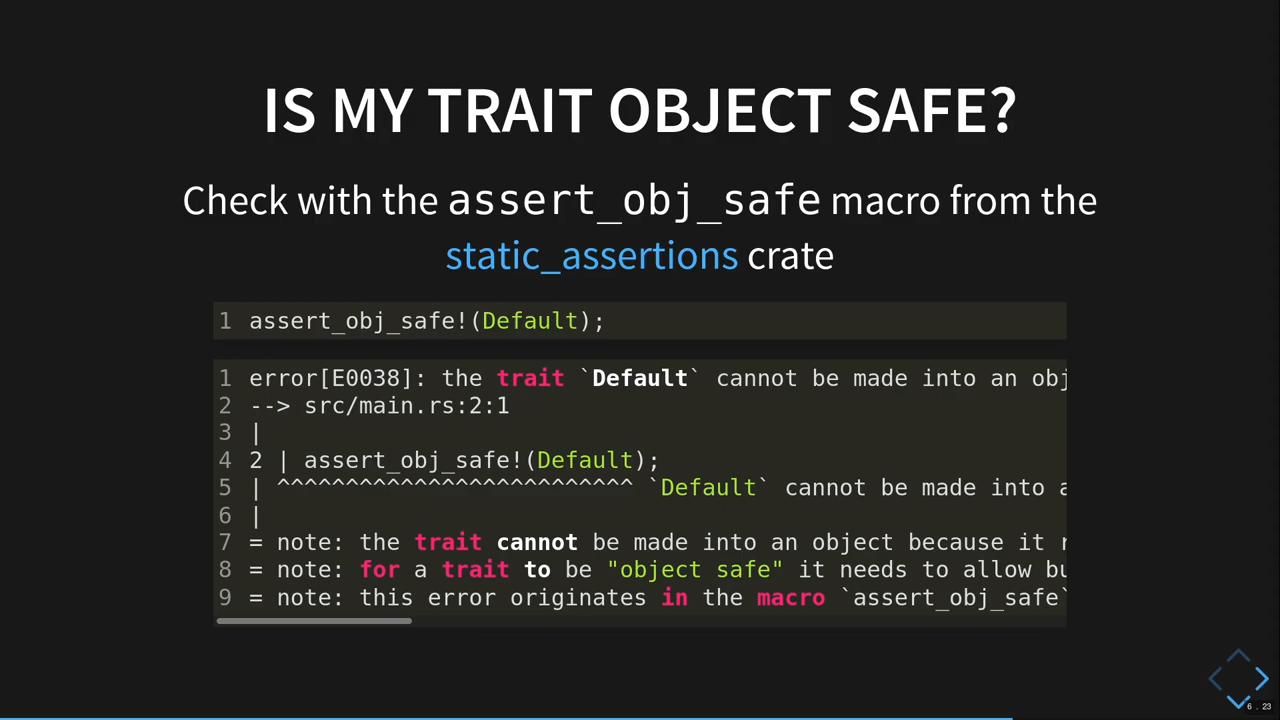 IS MY TRAIT OBJECT SAFE?
Check with the assert_obj_safe macro from the
static_assertions crate
1 assert_obj_safe!(Default);
1 error[E0038]: the trait `Default` cannot be made into an obj
2 --> src/main.rs:2:1
3 |
4 2 | assert_obj_safe!(Default);
5 | ^^^^^^^^^^^^^^^^^^^^^^^^^^ `Default` cannot be made into a
6 |
7 = note: the trait cannot be made into an object because it r
8 = note: for a trait to be "object safe" it needs to allow bu
9 = note: this error originates in the macro `assert_obj_safe`
6 . 23